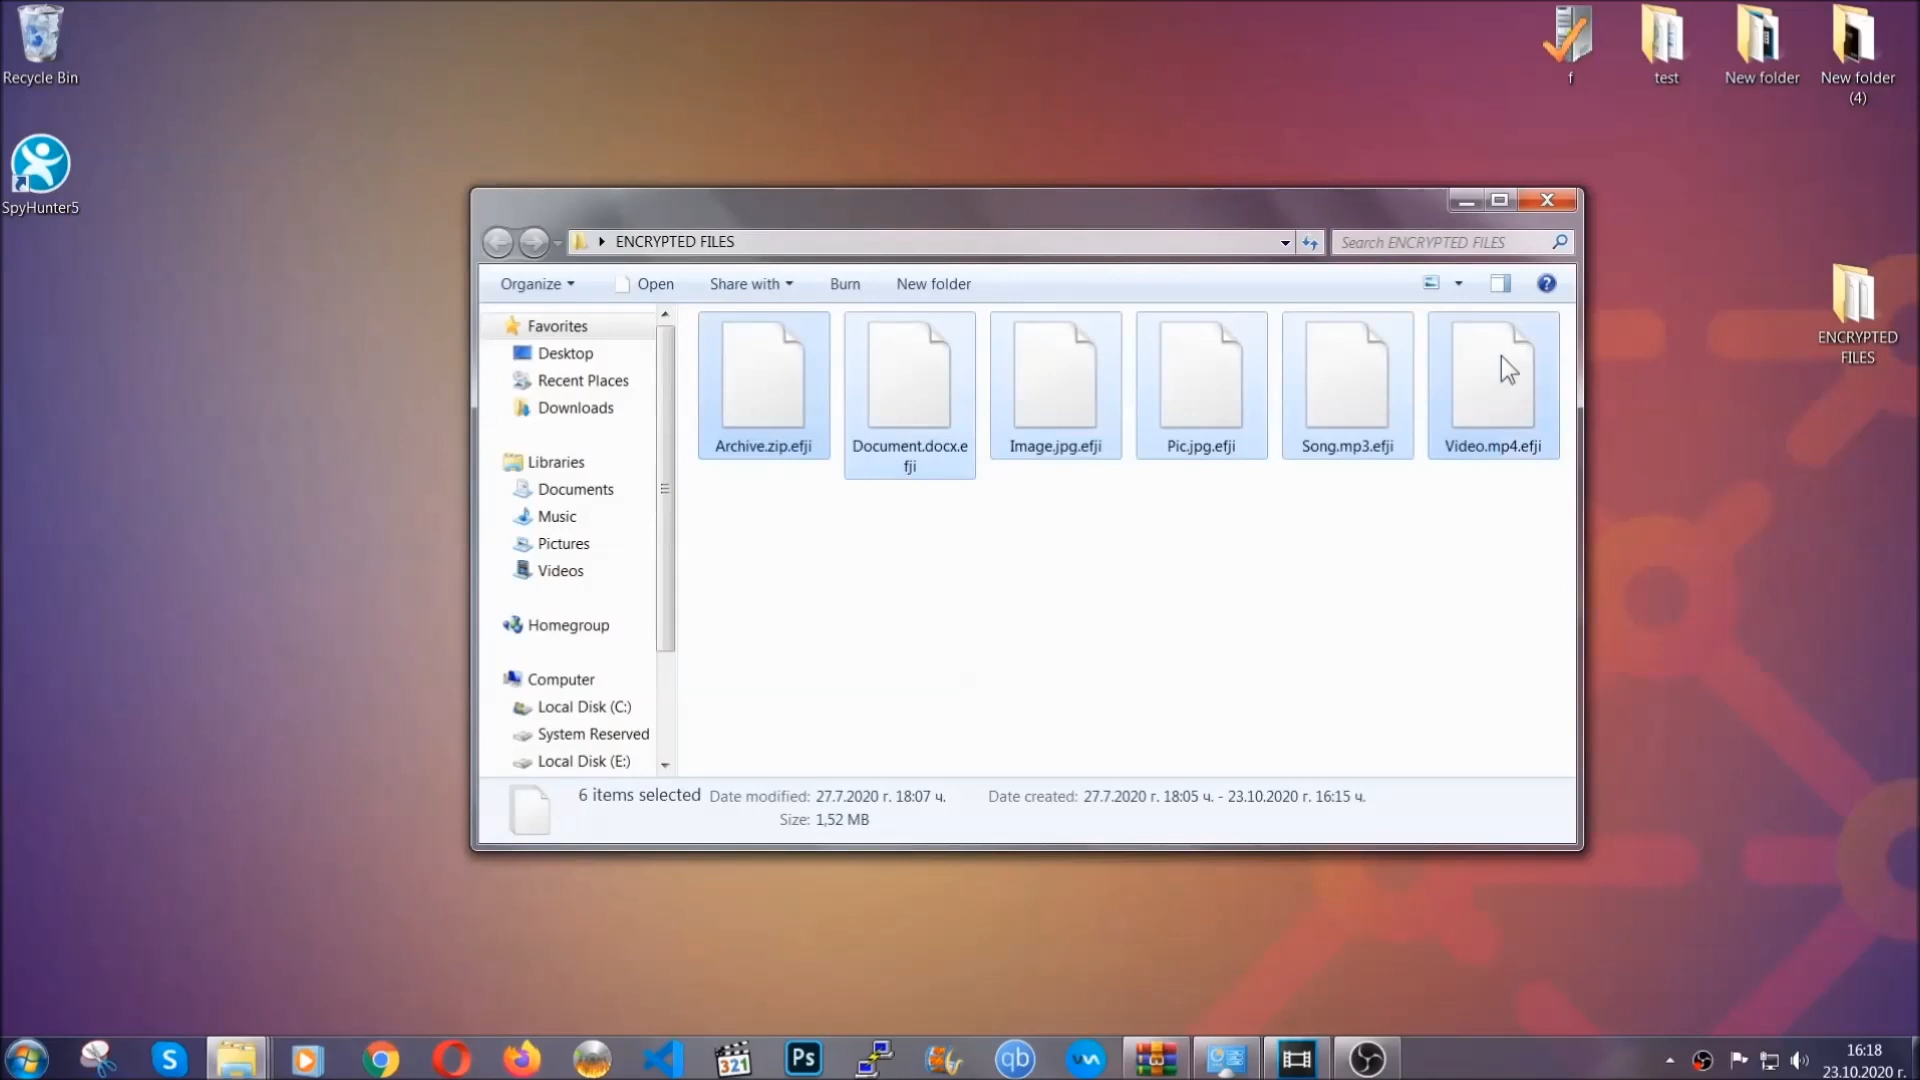 Recycle Bin
SpyHunter5
f
test
New folder
New folder
(4)
ENCRYPTED
FILES
ENCRYPTED FILES
Search ENCRYPTED FILES
Organize
Open
Share with
Burn
New folder
Favorites
Desktop
Recent Places
Downloads
Libraries
Documents
Music
Pictures
Videos
Homegroup
Computer
Local Disk (C:)
System Reserved
Local Disk (E:)
Archive.zip.efji
Document.docx.e
fji
Image.jpg.efji
Pic.jpg.efji
Song.mp3.efji
Video.mp4.efji
6 items selected Date modified: 27.7.2020 г. 18:07 ч. Date created: 27.7.2020 г. 18:05 ч. - 23.10.2020 г. 16:15 ч.
Size: 1,52 MB
S
321
Ps
qb
16:18
23.10.2020 г.